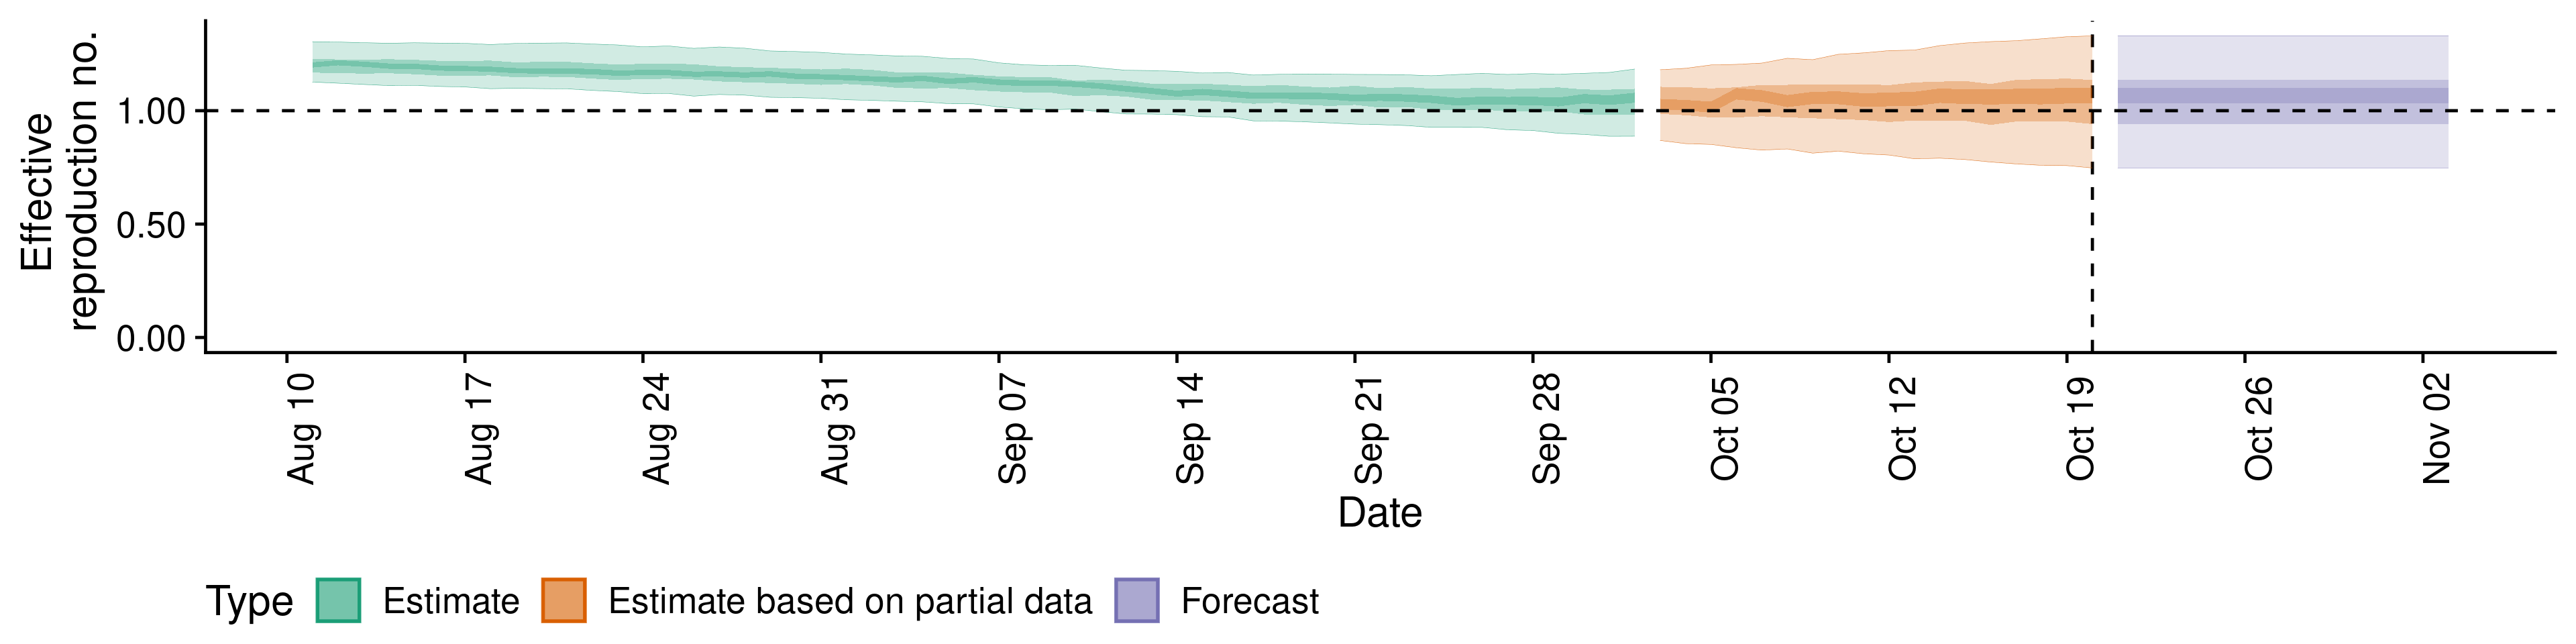 Effective
reproduction no.
1.00
0.50
0.00
Aug 10
Aug 17
Aug 24
Aug 31
Sep 07
Sep 14
Sep 21
Sep 28
Oct 05
Oct 12
Oct 19
Oct 26
Nov 02
Date
Type Estimate Estimate based on partial data Forecast